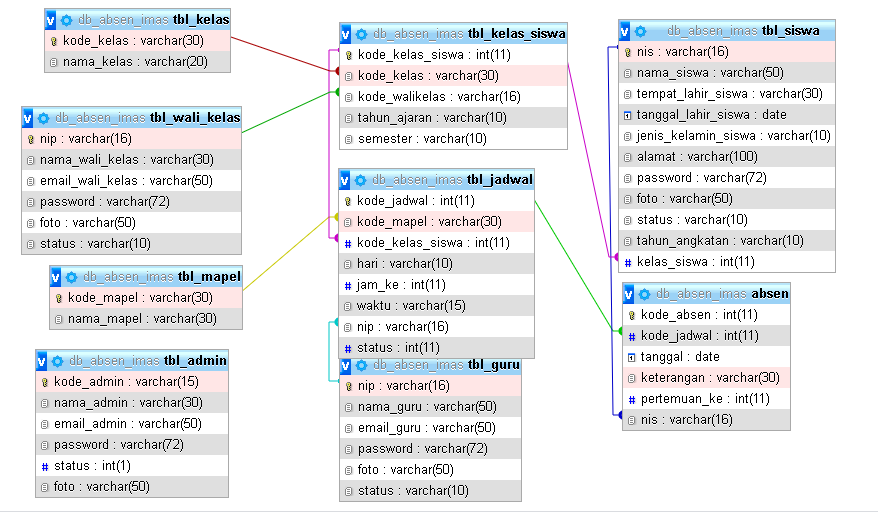 db_absen_imas tbl_kelas
kode_kelas : varchar(30)
nama_kelas : varchar(20)
db_absen_imas tbl_wali_kelas
nip : varchar(16)
nama_wali_kelas : varchar(30)
email_wali_kelas : varchar(50)
password : varchar(72)
foto : varchar(50)
status : varchar(10)
db_absen_imas tbl_mapel
kode_mapel : varchar(30)
nama_mapel : varchar(30)
db_absen_imas tbl_admin
kode_admin : varchar(15)
nama_admin : varchar(30)
email_admin : varchar(50)
password : varchar(72)
status : int(1)
foto : varchar(50)
db_absen_imas tbl_kelas_siswa
kode_kelas_siswa : int(11)
kode_kelas : varchar(30)
kode_walikelas : varchar(16)
tahun_ajaran : varchar(10)
semester : varchar(10)
db_absen_imas tbl_jadwal
kode_jadwal : int(11)
kode_mapel : varchar(30)
kode_kelas_siswa : int(11)
hari : varchar(10)
jam_ke : int(11)
waktu : varchar(15)
nip : varchar(16)
status : int(11)
db_absen_imas tbl_guru
nip : varchar(16)
nama_guru : varchar(50)
email_guru : varchar(50)
password : varchar(72)
foto : varchar(50)
status : varchar(10)
db_absen_imas tbl_siswa
nis : varchar(16)
nama_siswa : varchar(50)
tempat_lahir_siswa : varchar(30)
tanggal_lahir_siswa : date
jenis_kelamin_siswa : varchar(10)
alamat : varchar(100)
password : varchar(72)
foto : varchar(50)
status : varchar(10)
tahun_angkatan : varchar(10)
kelas_siswa : int(11)
db_absen_imas absen
kode_absen : int(11)
kode_jadwal : int(11)
tanggal : date
keterangan : varchar(30)
pertemuan_ke : int(11)
nis : varchar(16)